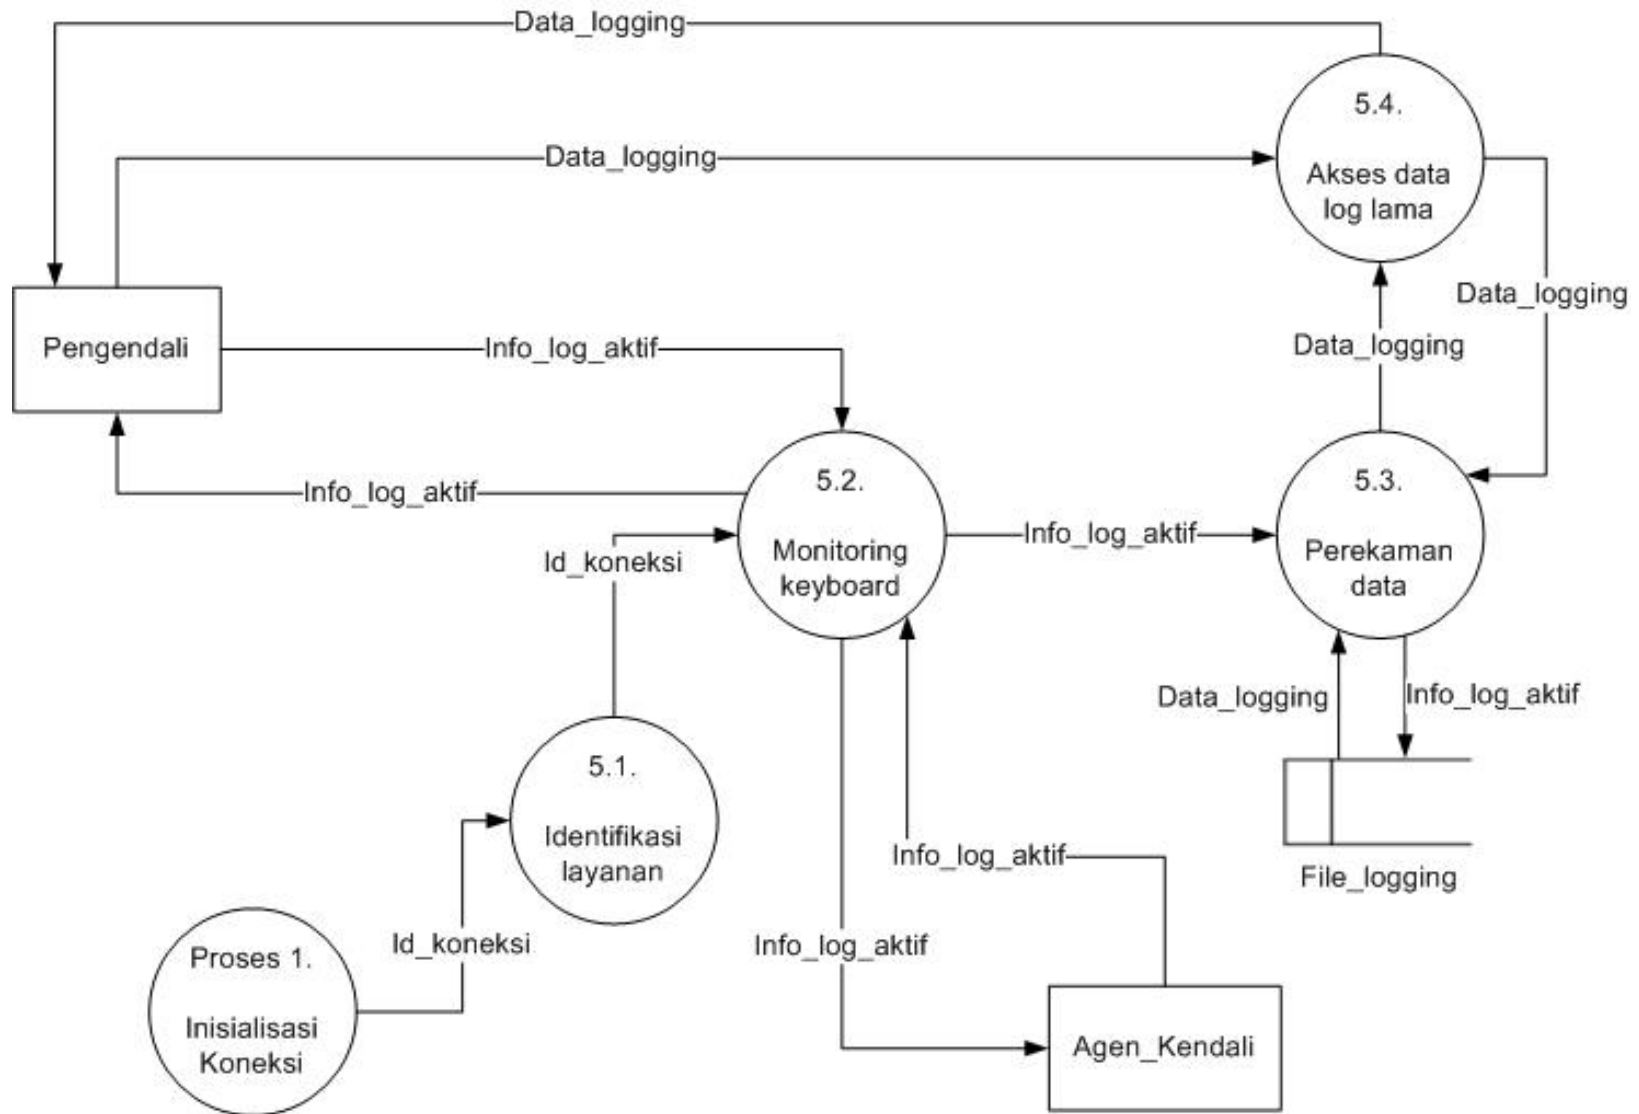 Data_logging
5.4.
Akses data
log lama
Data_logging
Data_logging
Data_logging
Pengendali
Info_log_aktif
Info_log_aktif
5.2.
Monitoring
keyboard
Info_log_aktif
5.3.
Perekaman
data
Id_koneksi
Data_logging
Info_log_aktif
5.1.
Identifikasi
layanan
Info_log_aktif
File_logging
Id_koneksi
Info_log_aktif
Proses 1.
Inisialisasi
Koneksi
Agen_Kendali